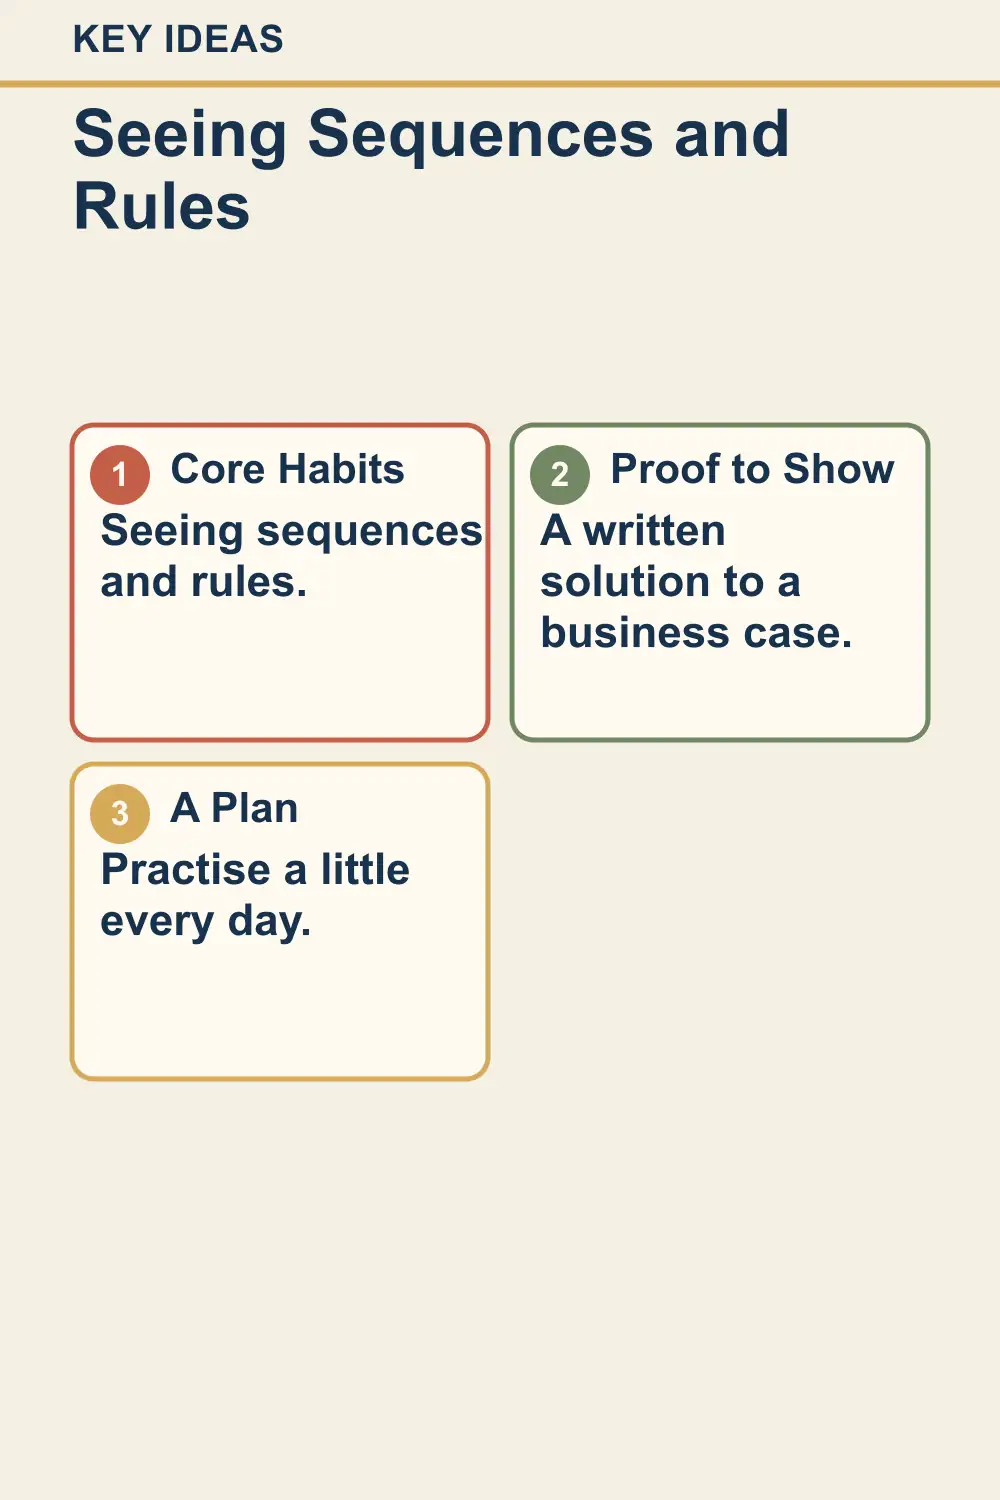 KEY IDEAS
Seeing Sequences and
Rules
1 Core Habits
Seeing sequences
and rules.
2 Proof to Show
A written
solution to a
business case.
3 A Plan
Practise a little
every day.